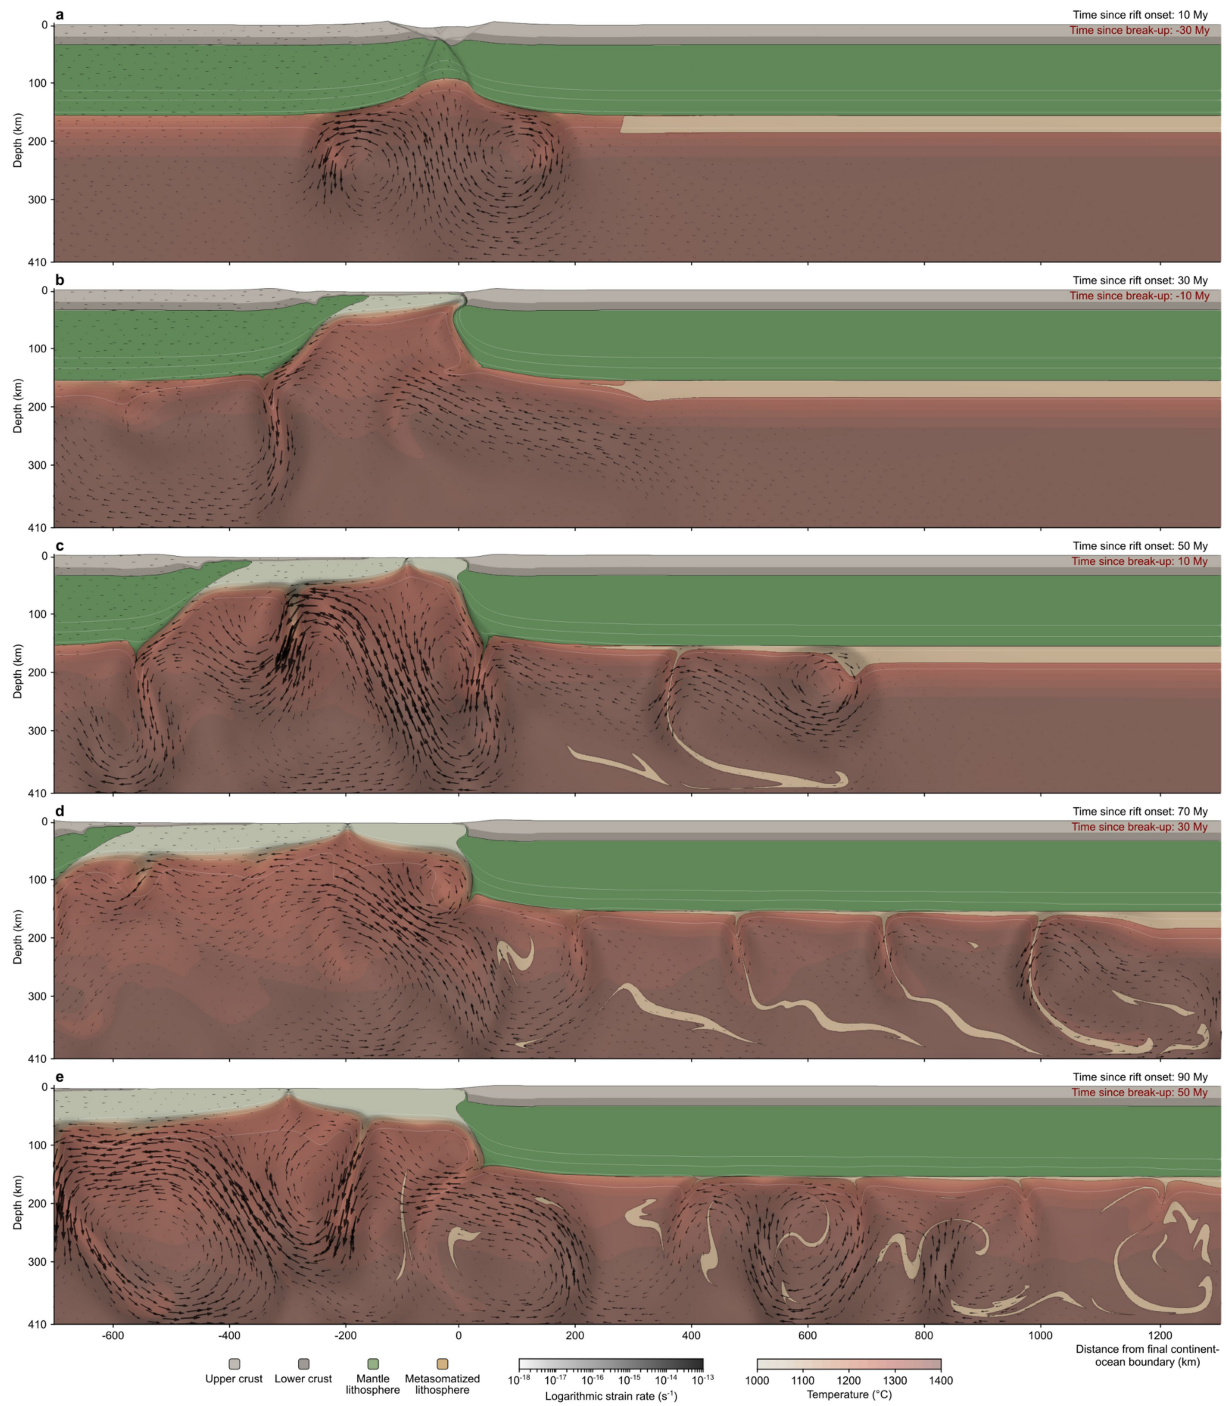 a
Time since rift onset: 10 My
Time since break-up: -30 My
0
100
200
300
410
Depth (km)
b
Time since rift onset: 30 My
Time since break-up: -10 My
0
100
200
300
410
Depth (km)
c
Time since rift onset: 50 My
Time since break-up: 10 My
0
100
200
300
410
Depth (km)
d
Time since rift onset: 70 My
Time since break-up: 30 My
0
100
200
300
410
Depth (km)
e
Time since rift onset: 90 My
Time since break-up: 50 My
0
100
200
300
410
Depth (km)
-600 -400 -200 0 200 400 600 800 1000 1200
Distance from final continent-
ocean boundary (km)
Upper crust
Lower crust
Mantle
lithosphere
Metasomatized
lithosphere
10-18 10-17 10-16 10-15 10-14 10-13
Logarithmic strain rate (s-1)
1000 1100 1200 1300 1400
Temperature (°C)